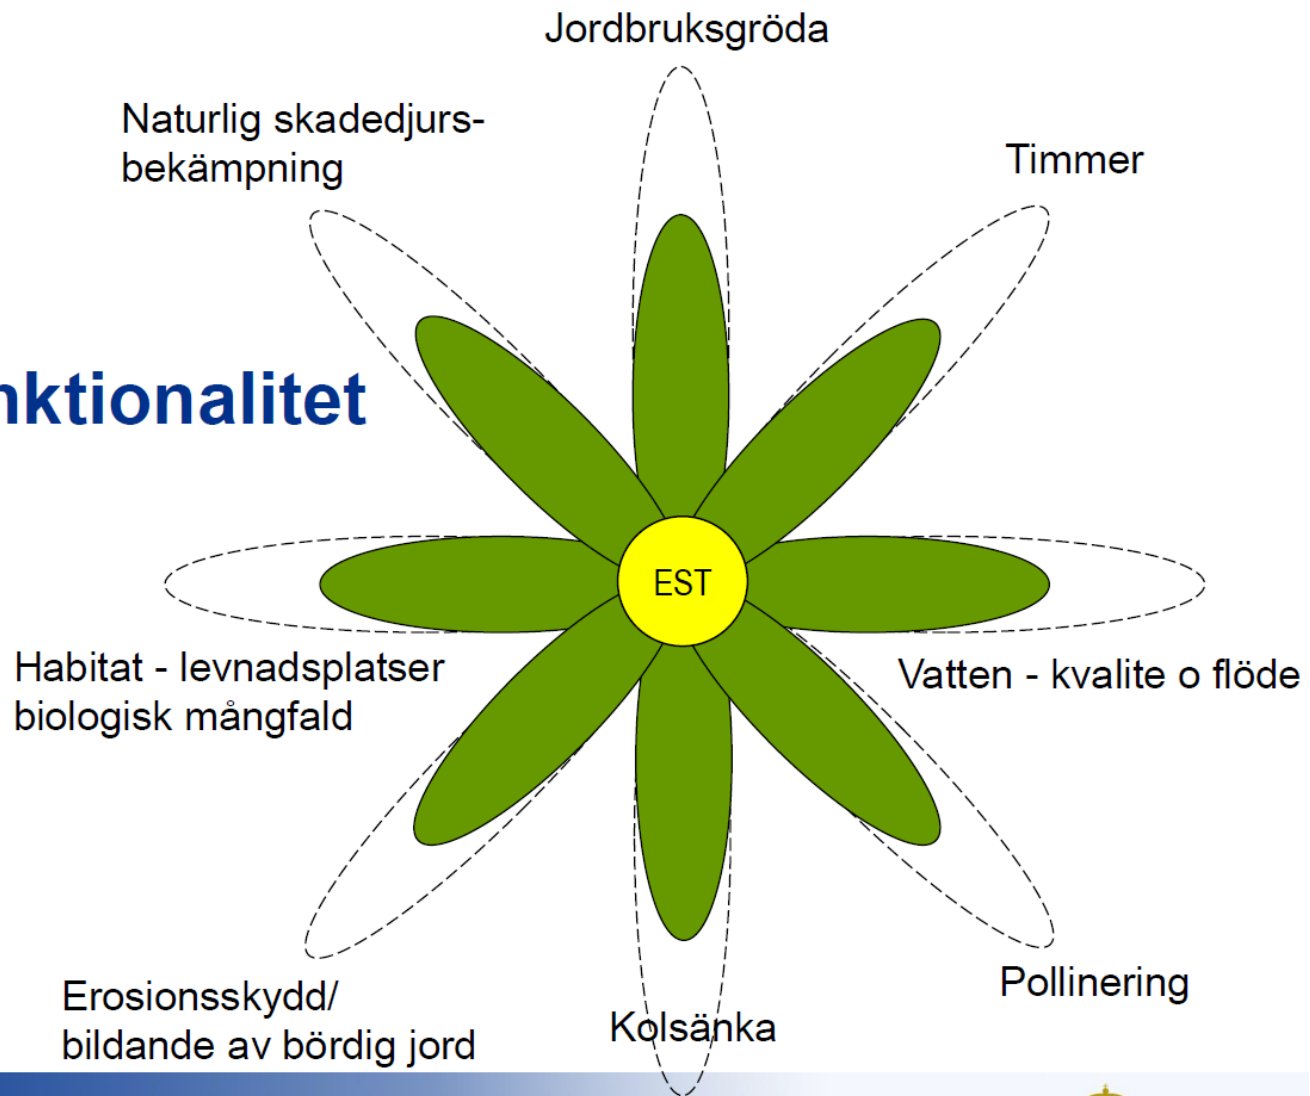 Jordbruksgröda
Naturlig skadedjurs-
bekämpning
Timmer
nktionalitet
EST
Habitat - levnadsplatser
biologisk mångfald
Vatten - kvalite o flöde
Erosionsskydd/
bildande av bördig jord
Kolsänka
Pollinering